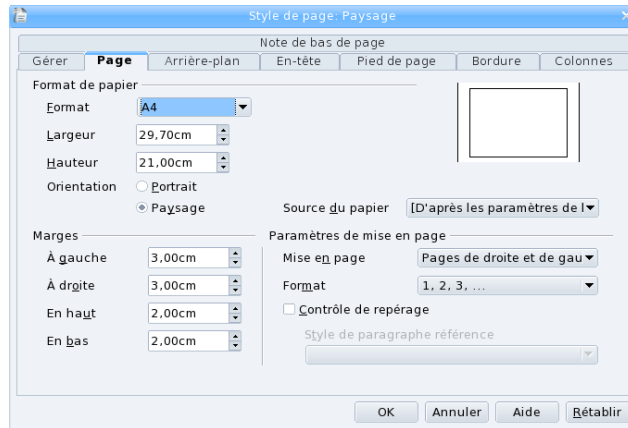 Style de page: Paysage
Note de bas de page
Gérer Page Arrière-plan En-tête Pied de page Bordure Colonnes
Format de papier
Format A4
Largeur 29,70cm
Hauteur 21,00cm
Orientation Portrait
Paysage Source du papier [D'après les paramètres de l
Marges Paramètres de mise en page
À gauche 3,00cm Mise en page Pages de droite et de gau
À droite 3,00cm Format 1, 2, 3, ...
En haut 2,00cm Contrôle de repérage
En bas 2,00cm Style de paragraphe référence
OK Annuler Aide Rétablir